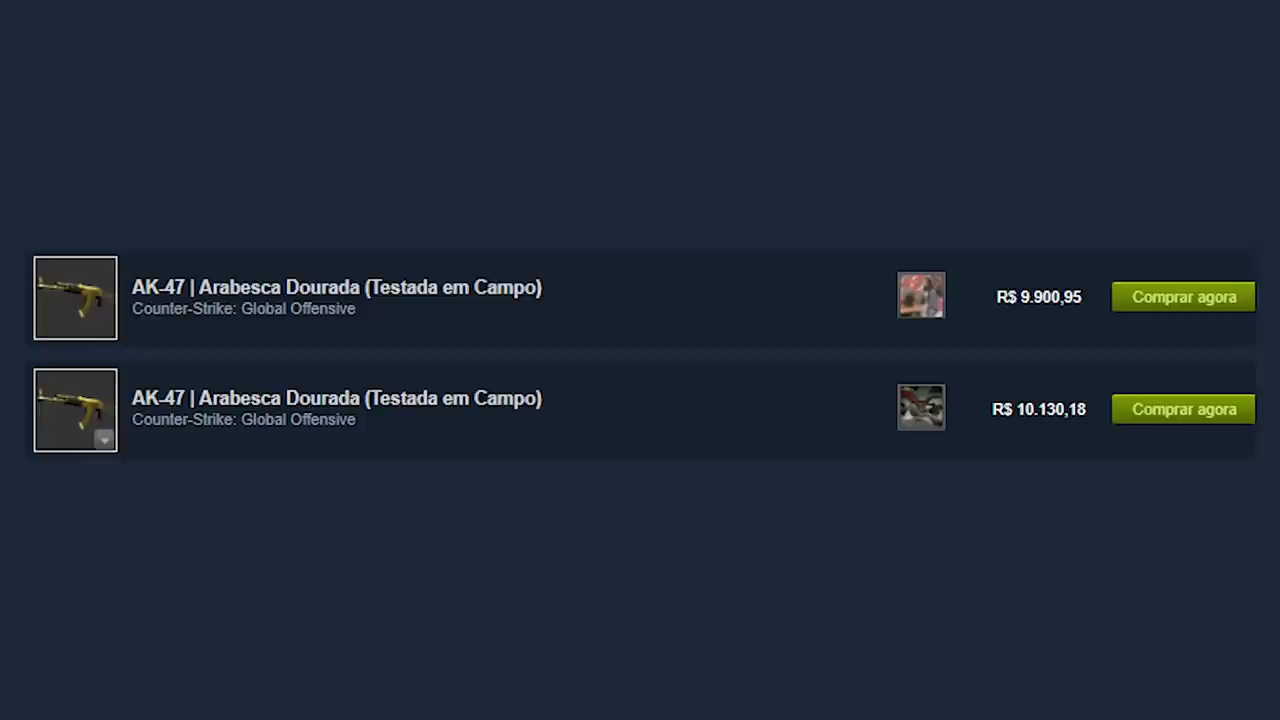 AK-47 | Arabesca Dourada (Testada em Campo)
Counter-Strike: Global Offensive
R$ 9.900,95
Comprar agora
AK-47 | Arabesca Dourada (Testada em Campo)
Counter-Strike: Global Offensive
R$ 10.130,18
Comprar agora